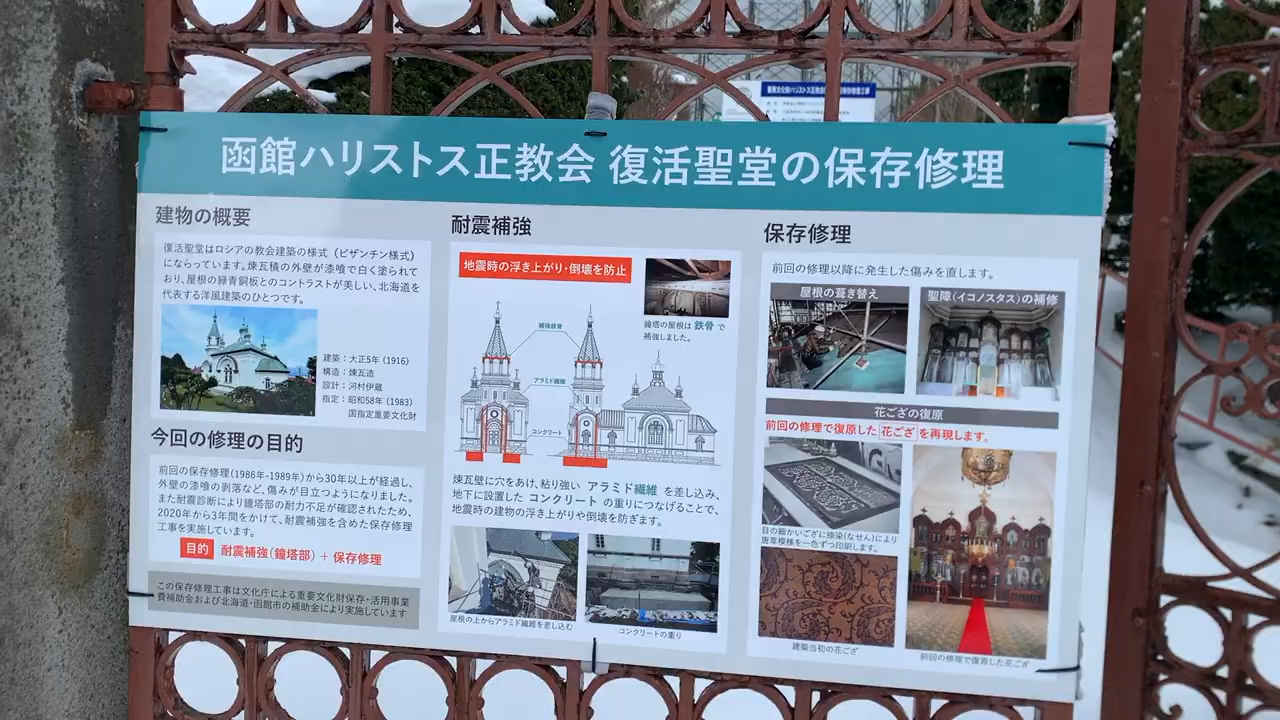 函館ハリストス正教会 復活聖堂の保存修理
建物の概要
復活聖堂はロシアの教会建築の様式(ビザンチン様式)
にならっています。煉瓦積の外壁が漆喰で白く塗られて
おり、屋根の緑青銅板とのコントラストが美しい、北海道を
代表する洋風建築のひとつです。
建築:大正5年(1916)
構造:煉瓦造
設計:河村伊蔵
指定:昭和58年(1983)
国指定重要文化財
今回の修理の目的
前回の保存修理(1986年-1989年)から30年以上が経過し、
外壁の漆喰の剥落など、傷みが目立つようになりました。
また耐震診断により鐘塔部の耐力不足が確認されたため、
2020年から3年間をかけて、耐震補強を含めた保存修理
工事を実施しています。
目的 耐震補強(鐘塔部)+保存修理
この保存修理工事は文化庁による重要文化財保存・活用事業
費補助金および北海道・函館市の補助金により実施しています
耐震補強
地震時の浮き上がり・倒壊を防止
鐘塔の屋根は 鉄骨 で
補強しました。
補強鉄骨
アラミド繊維
コンクリート
煉瓦壁に穴をあけ、粘り強い アラミド繊維 を差し込み、
地下に設置した コンクリート の重りにつなげることで、
地震時の建物の浮き上がりや倒壊を防ぎます。
屋根の上からアラミド繊維を差し込む
コンクリートの重り
保存修理
前回の修理以降に発生した傷みを直します。
屋根の葺き替え
聖障(イコノスタス)の補修
花ござの復原
前回の修理で復原した 花ござ を再現します。
目の細かいござに捺染(なせん)により
唐草模様を一色ずつ印刷します。
建築当初の花ござ
前回の修理で復原した花ござ